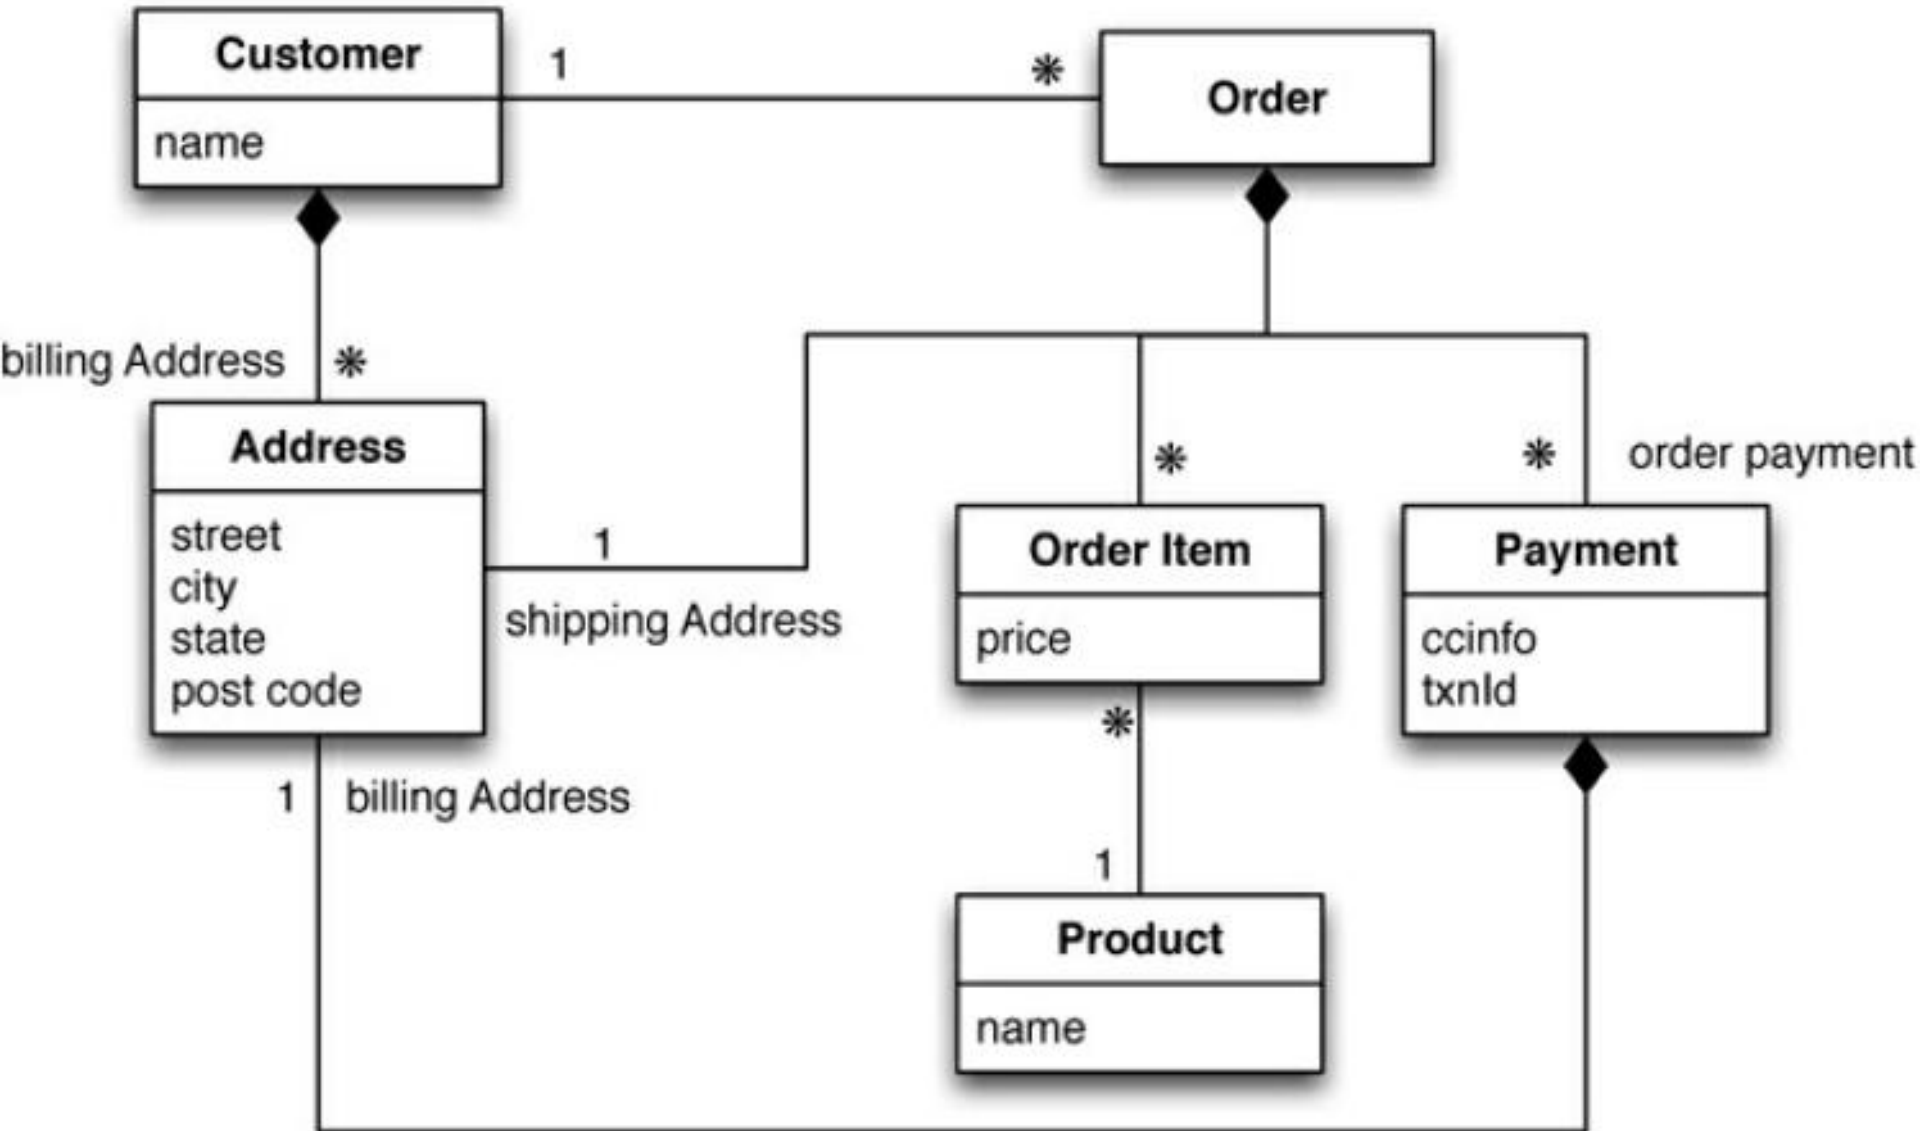 Customer
name
1
*
Order
billing Address
*
Address
street
city
state
post code
1
shipping Address
*
Order Item
price
*
order payment
Payment
ccinfo
txnId
*
1
Product
name
1
billing Address